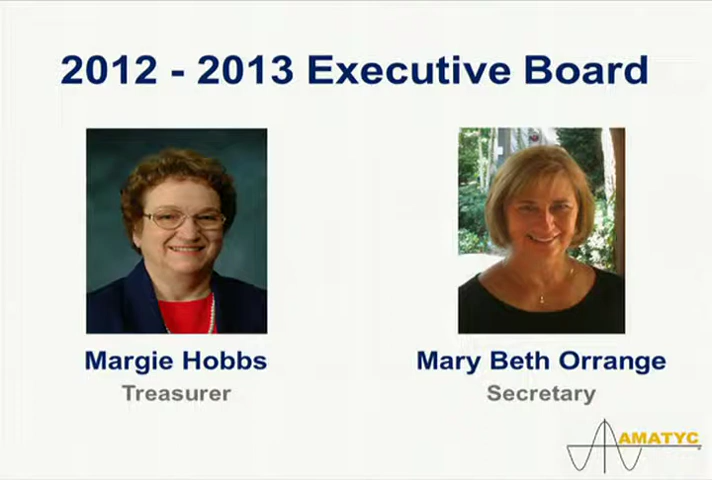 2012 - 2013 Executive Board
Margie Hobbs
Treasurer
Mary Beth Orrange
Secretary
AMATYC